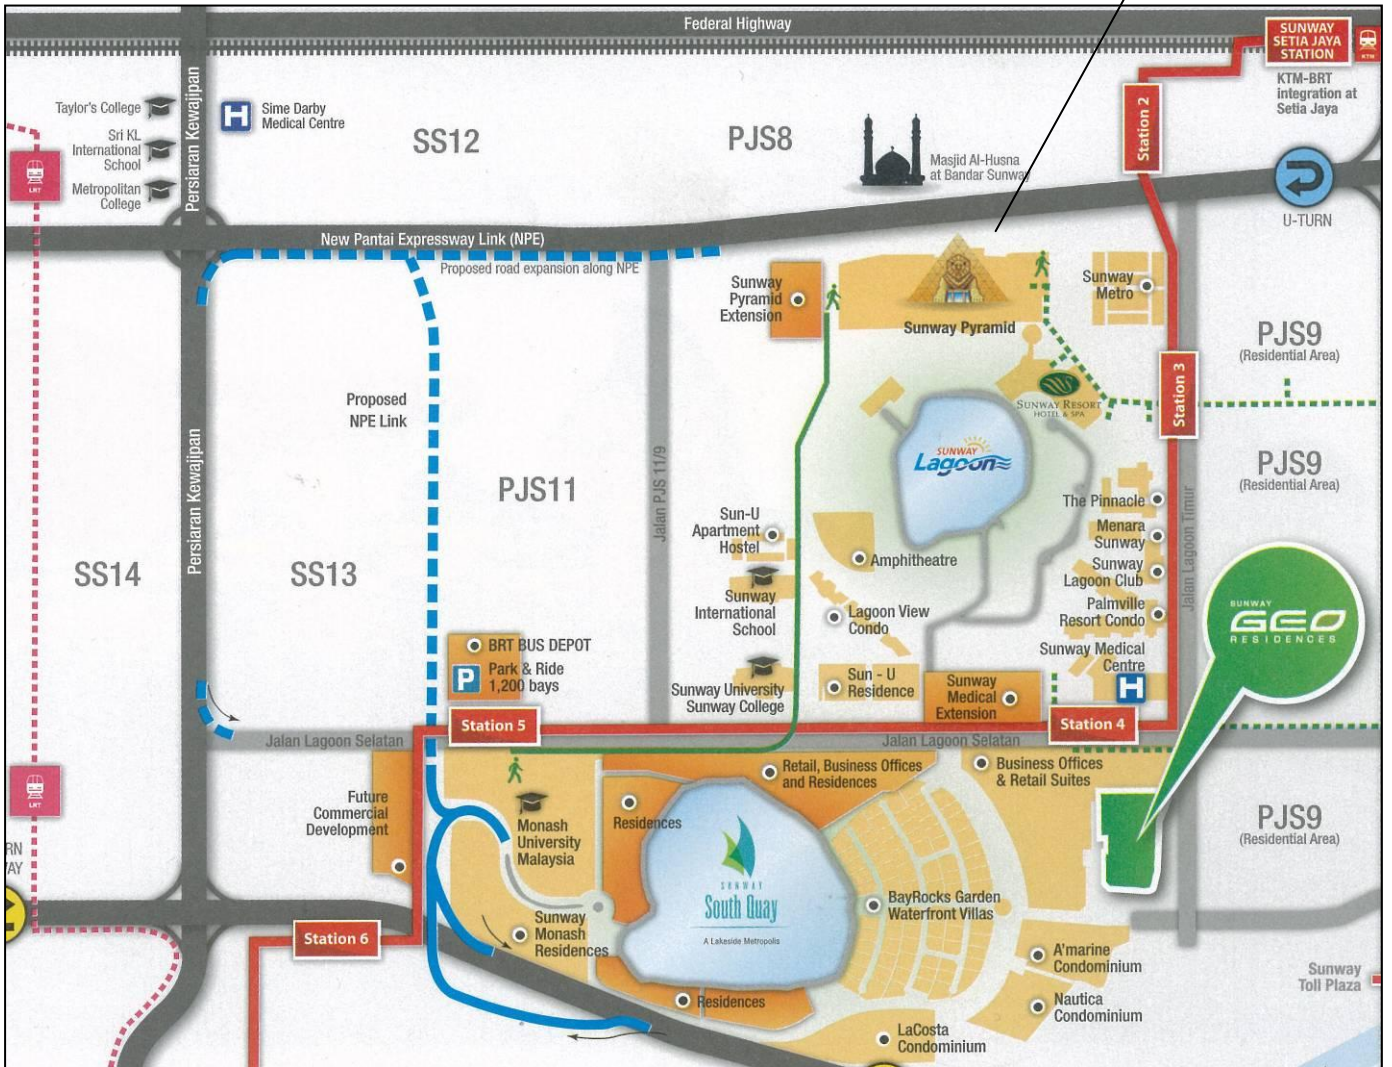 Federal Highway
SUNWAY
SETIA JAYA
STATION
KTM
KTM-BRT
integration at
Setia Jaya
Station 2
Persiaran Kewajipan
Taylor's College
Sri KL
International
School
Metropolitan
College
H
Sime Darby
Medical Centre
SS12
PJS8
Masjid Al-Husna
at Bandar Sunway
LRT
U-TURN
New Pantai Expressway Link (NPE)
Proposed road expansion along NPE
Sunway
Pyramid
Extension
Sunway Pyramid
Sunway
Metro
PJS9
(Residential Area)
Station 3
Proposed
NPE Link
SUNWAY RESORT
HOTEL & SPA
SUNWAY
Lagoon
PJS9
(Residential Area)
Persiaran Kewajipan
Jalan PJS 11/9
PJS11
SS14
SS13
Sun-U
Apartment
Hostel
Amphitheatre
The Pinnacle
Menara
Sunway
Sunway
Lagoon Club
Palmville
Resort Condo
Jalan Lagoon Timur
Sunway
International
School
Lagoon View
Condo
SUNWAY
GEO
RESIDENCES
BRT BUS DEPOT
P
Park & Ride
1,200 bays
Sunway University
Sunway College
Sun - U
Residence
Sunway
Medical
Extension
Sunway Medical
Centre
H
Station 5
Station 4
Jalan Lagoon Selatan
Jalan Lagoon Selatan
Future
Commercial
Development
Monash
University
Malaysia
Residences
Retail, Business Offices
and Residences
Business Offices
& Retail Suites
PJS9
(Residential Area)
LRT
RN
AY
SUNWAY
South Quay
A Lakeside Metropolis
BayRocks Garden
Waterfront Villas
Station 6
Sunway
Monash
Residences
A'marine
Condominium
Residences
Nautica
Condominium
LaCosta
Condominium
Sunway
Toll Plaza